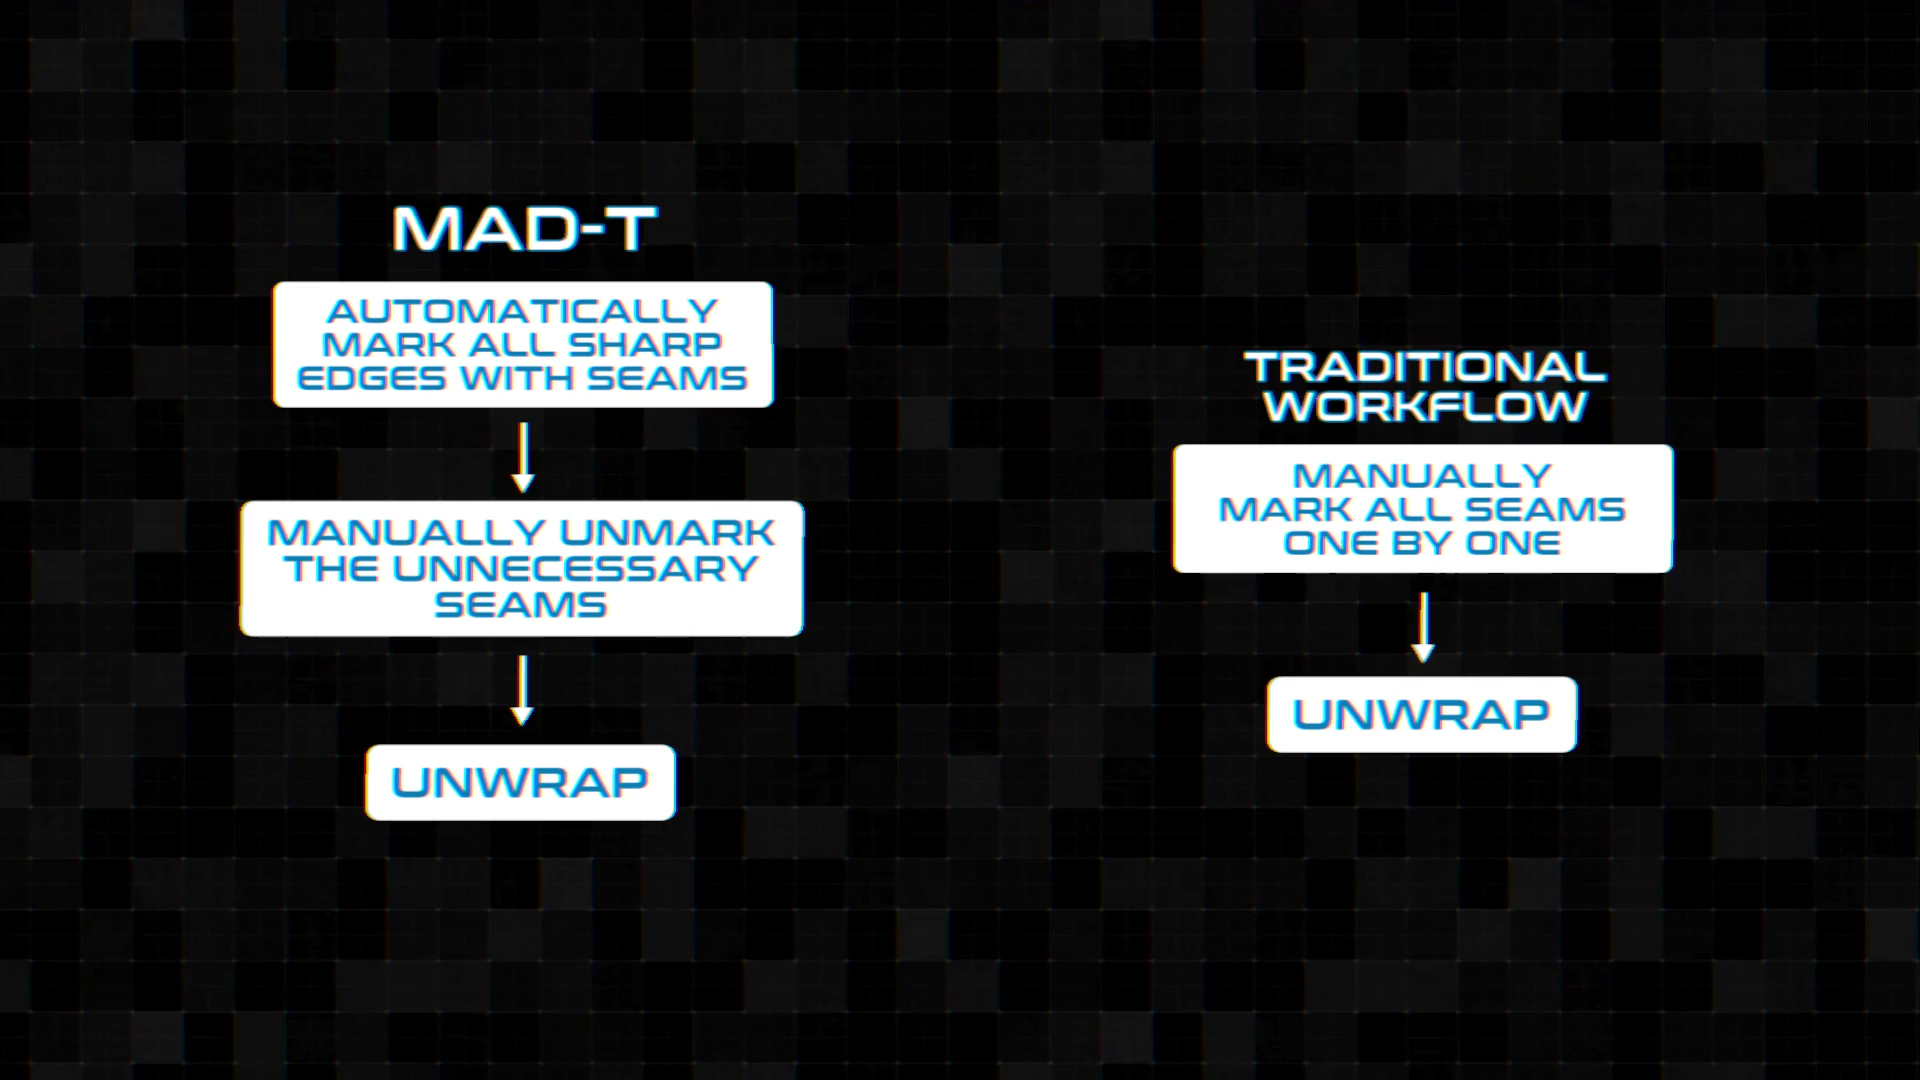 MAD-T
AUTOMATICALLY
MARK ALL SHARP
EDGES WITH SEAMS
MANUALLY UNMARK
THE UNNECESSARY
SEAMS
UNWRAP
TRADITIONAL
WORKFLOW
MANUALLY
MARK ALL SEAMS
ONE BY ONE
UNWRAP